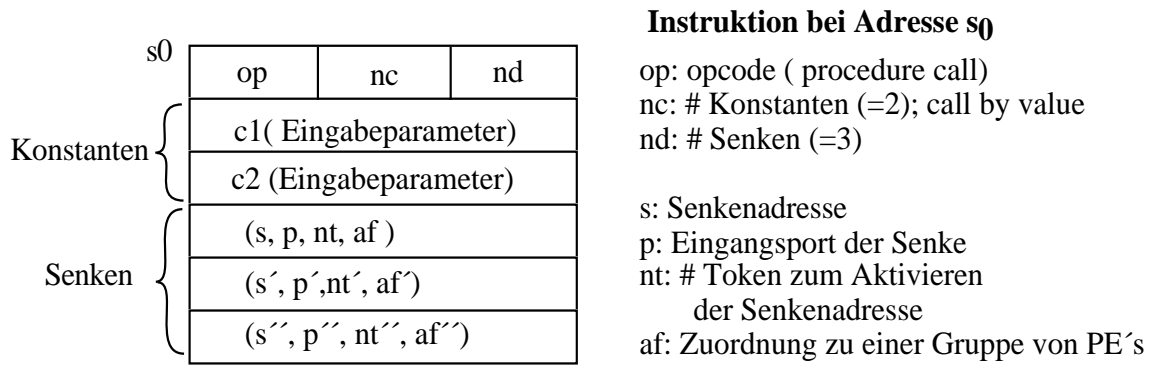 s0
op nc nd
Konstanten
c1( Eingabeparameter)
c2 (Eingabeparameter)
Senken
(s, p, nt, af )
(s´, p´,nt´, af´)
(s´´, p´´, nt´´, af´´)
Instruktion bei Adresse s0
op: opcode ( procedure call)
nc: # Konstanten (=2); call by value
nd: # Senken (=3)
s: Senkenadresse
p: Eingangsport der Senke
nt: # Token zum Aktivieren
der Senkenadresse
af: Zuordnung zu einer Gruppe von PE´s